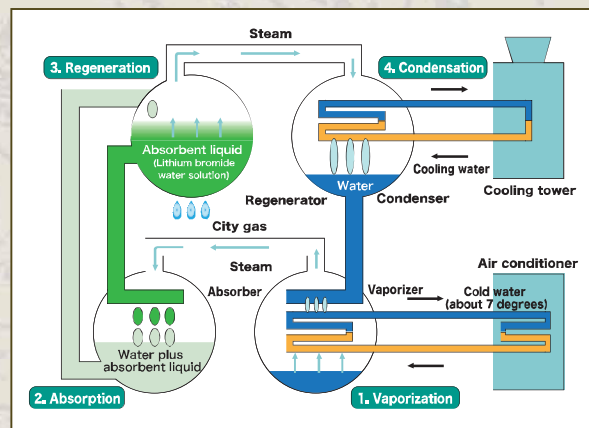 Steam
3. Regeneration
4. Condensation
Absorbent liquid
(Lithium bromide
water solution)
Cooling water
Cooling tower
Water
Regenerator
Condenser
City gas
Steam
Air conditioner
Absorber
Vaporizer
Cold water
(about 7 degrees)
Water plus
absorbent liquid
2. Absorption
1. Vaporization